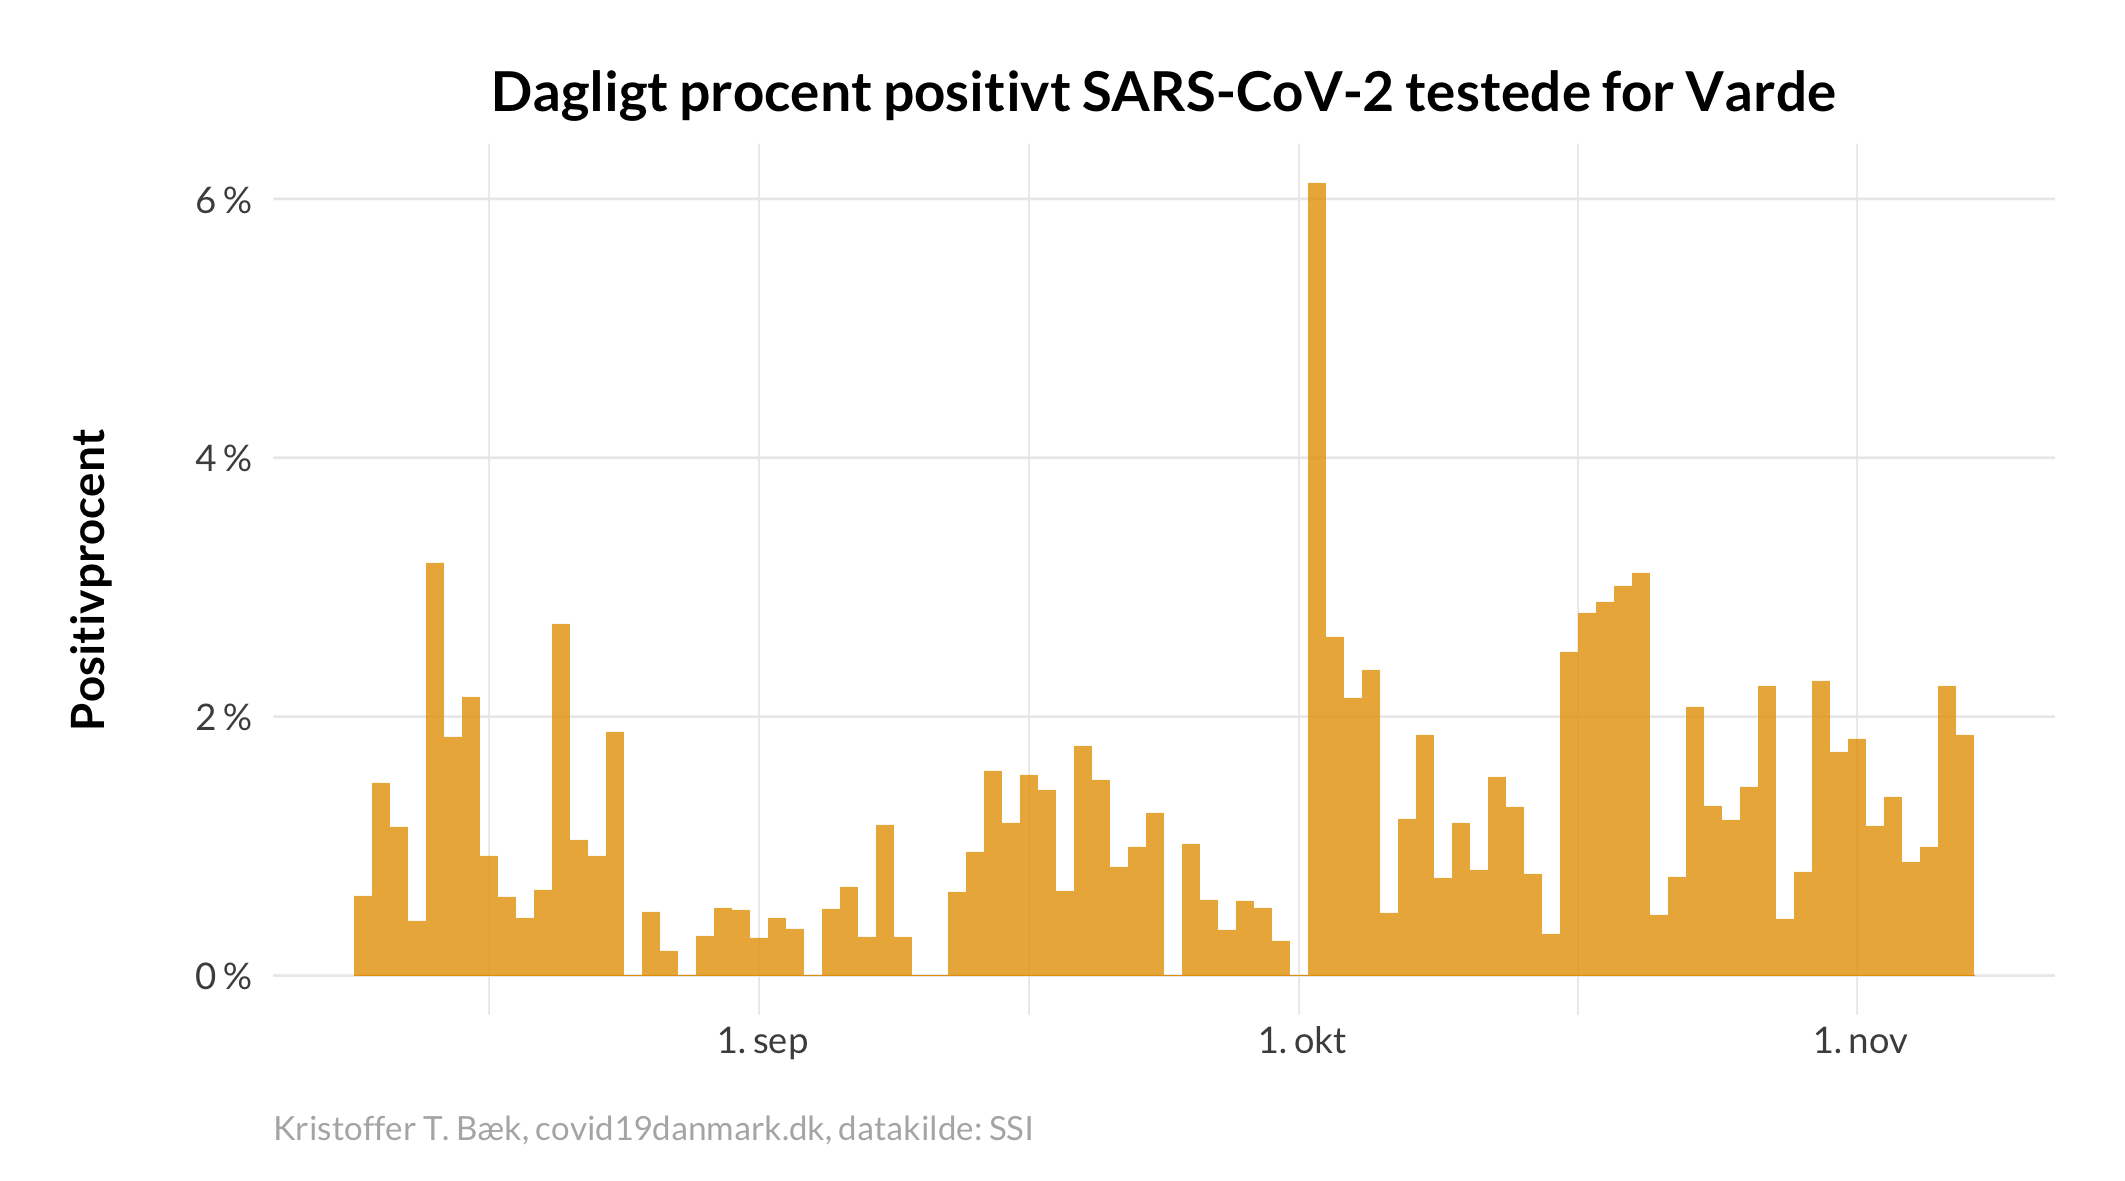 Dagligt procent positivt SARS-CoV-2 testede for Varde
Positivprocent
6 %
4 %
2 %
0 %
1. sep
1. okt
1. nov
Kristoffer T. Bæk, covid19danmark.dk, datakilde: SSI